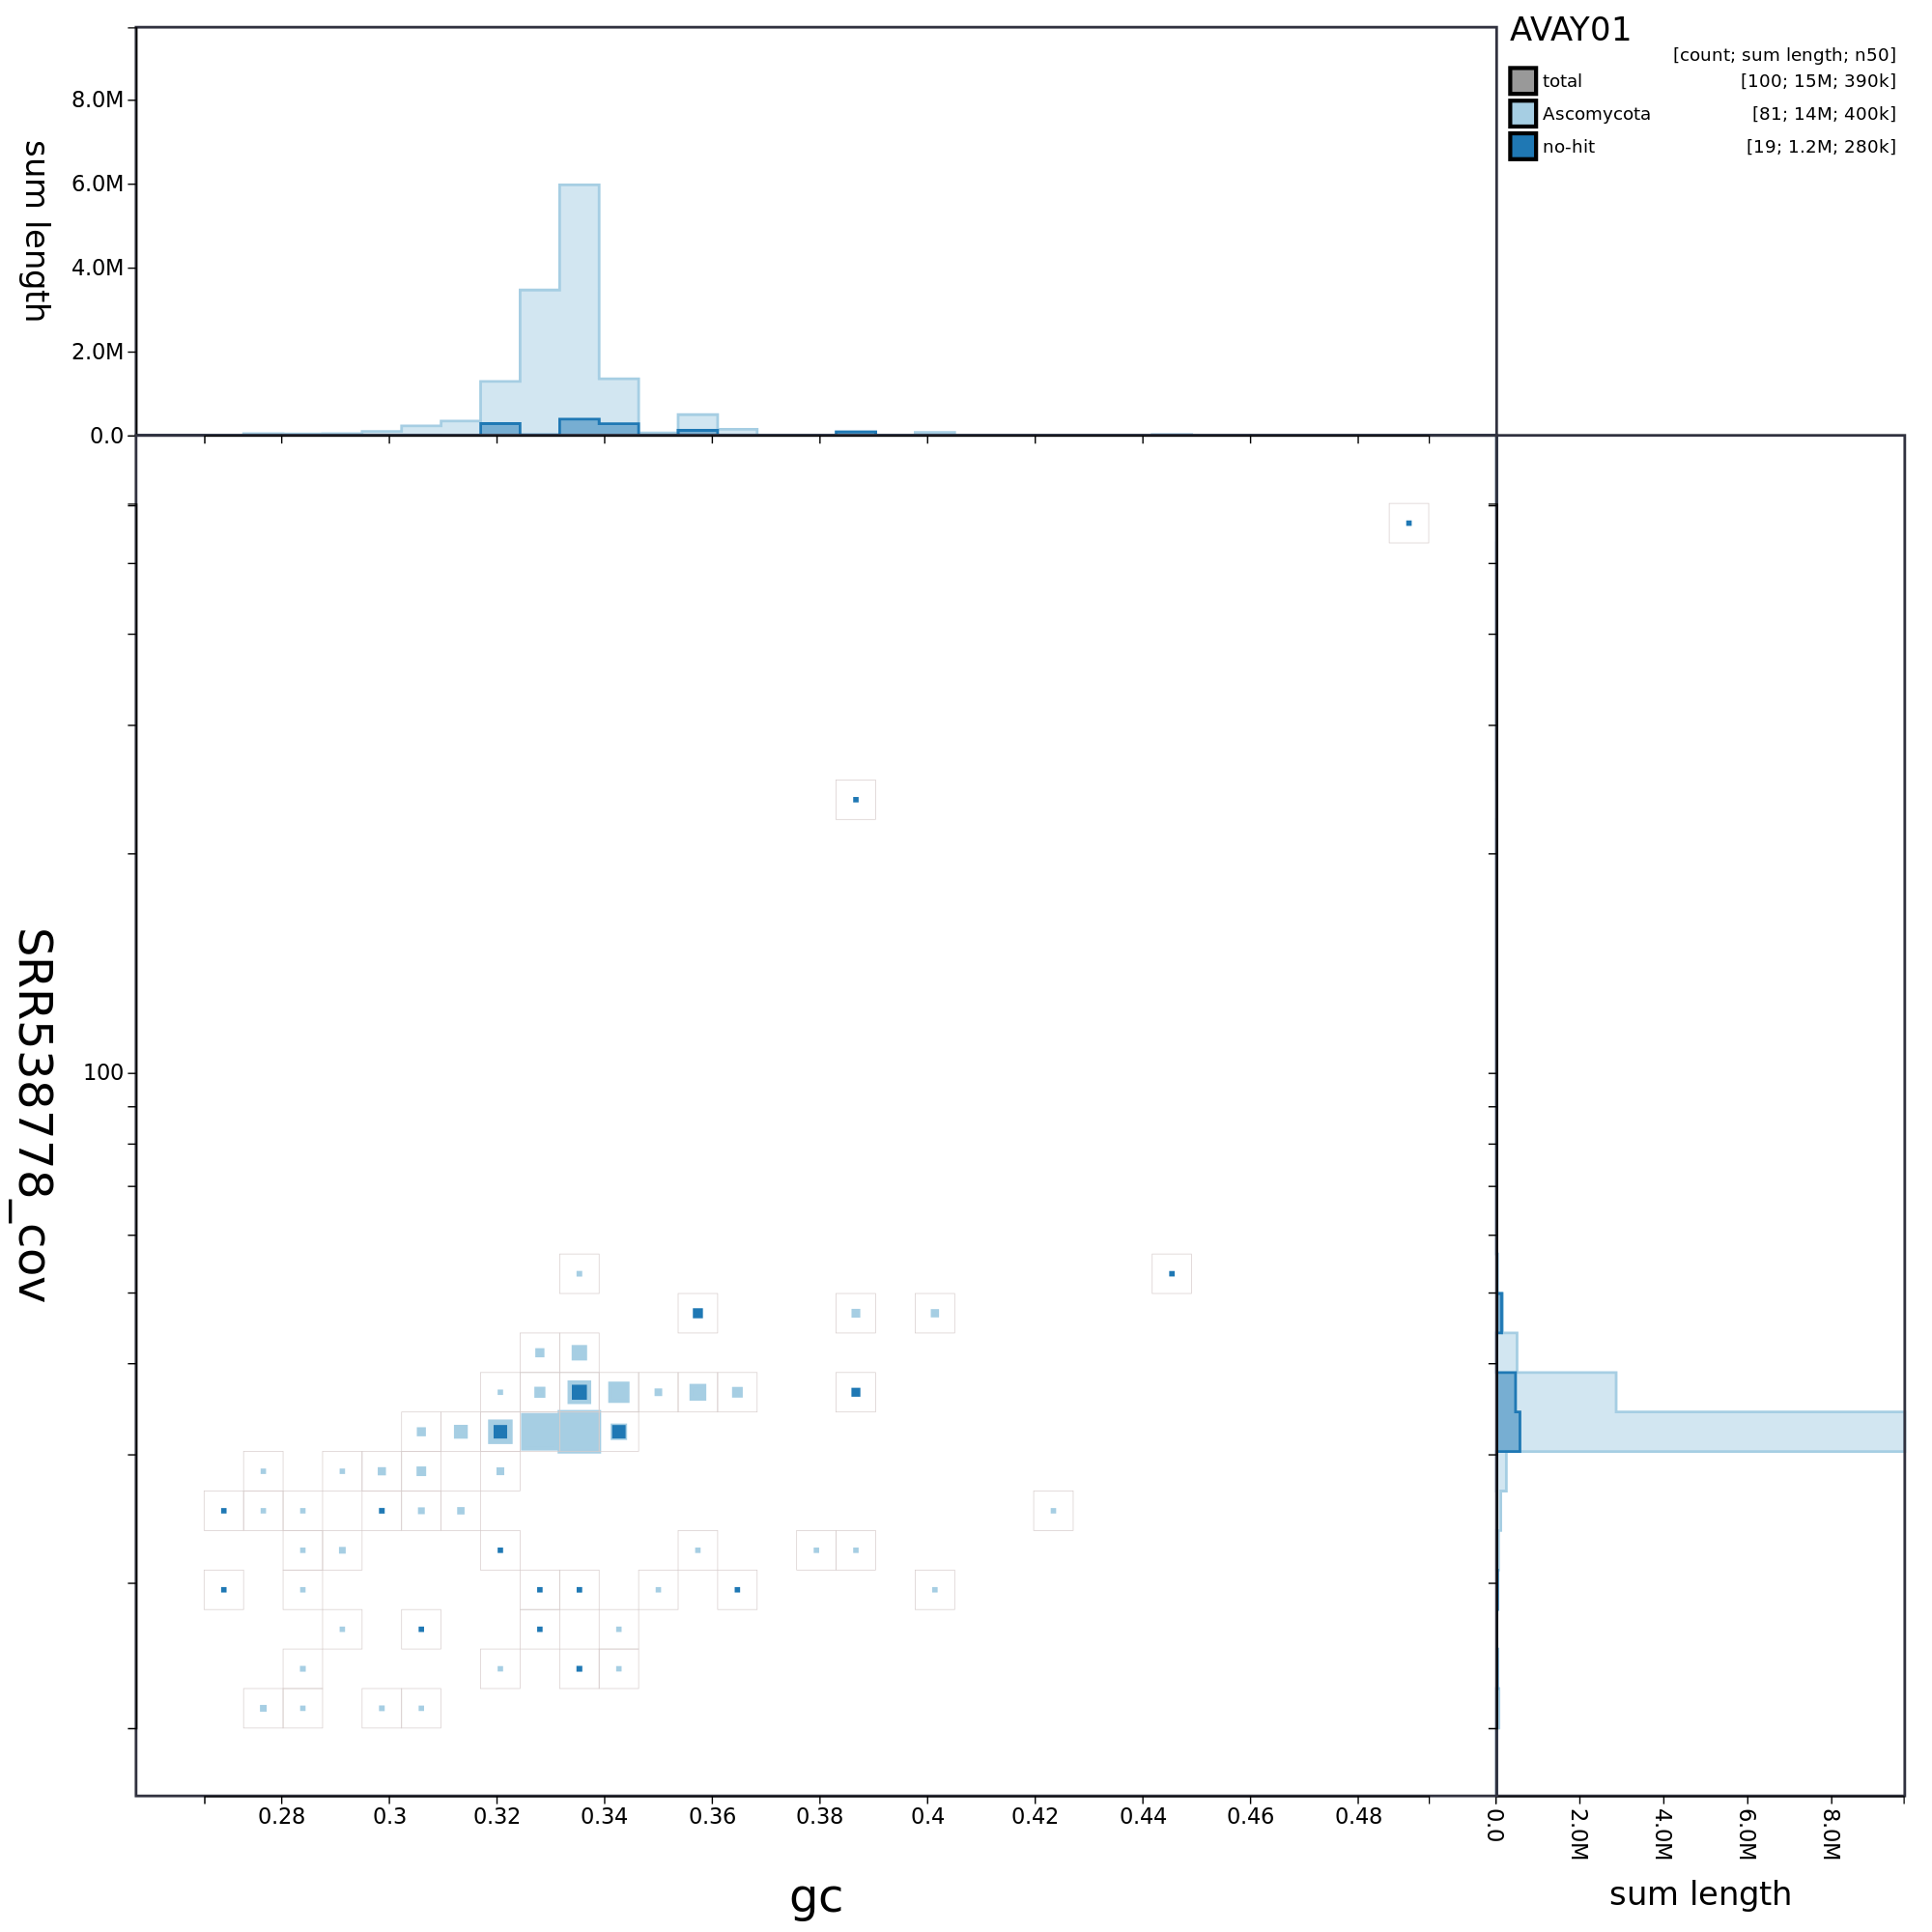 AVAY01
[count; sum length; n50]
total [100; 15M; 390k]
Ascomycota [81; 14M; 400k]
no-hit [19; 1.2M; 280k]
sum length
8.0M
6.0M
4.0M
2.0M
0.0
SRR538778_cov
100
0.28 0.3 0.32 0.34 0.36 0.38 0.4 0.42 0.44 0.46 0.48
gc
0.0 2.0M 4.0M 6.0M 8.0M
sum length